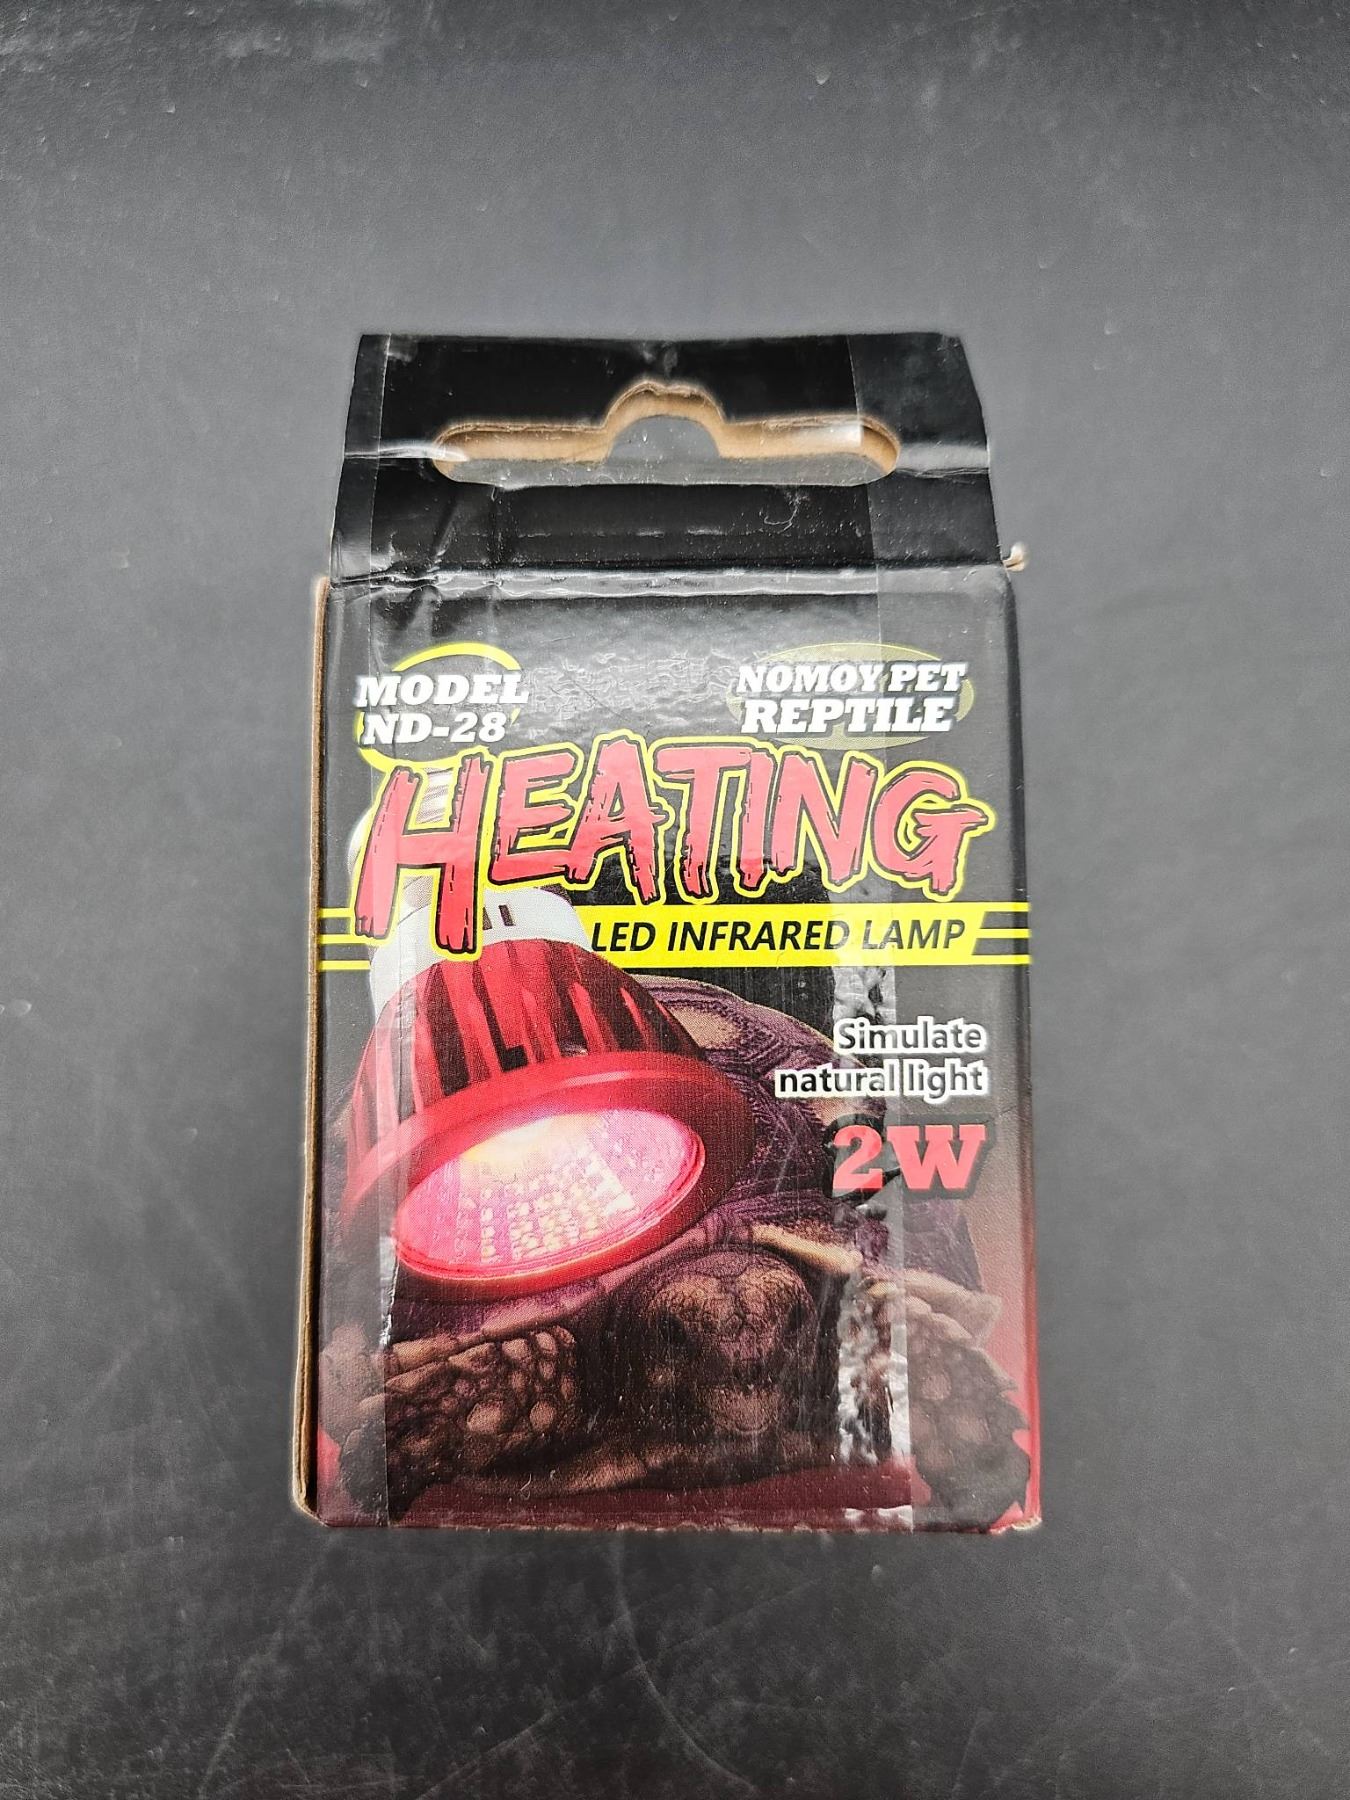 MODEL
ND-28
NOMOY PET
REPTILE
HEATING
LED INFRARED LAMP
Simulate
natural light
2W